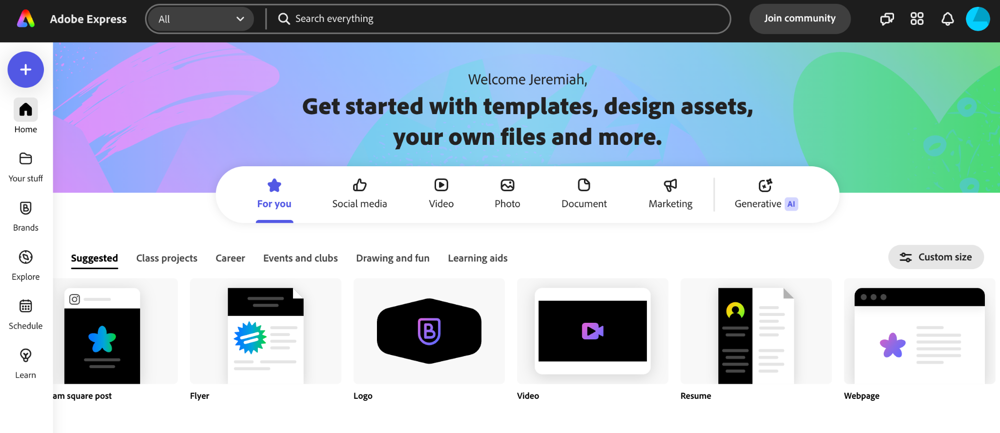 Adobe Express
All
Search everything
Join community
Welcome Jeremiah,
Get started with templates, design assets,
your own files and more.
Home
Your stuff
Brands
Explore
Schedule
Learn
For you
Social media
Video
Photo
Document
Marketing
Generative AI
Suggested
Class projects
Career
Events and clubs
Drawing and fun
Learning aids
Custom size
B
am square post
Flyer
Logo
Video
Resume
Webpage